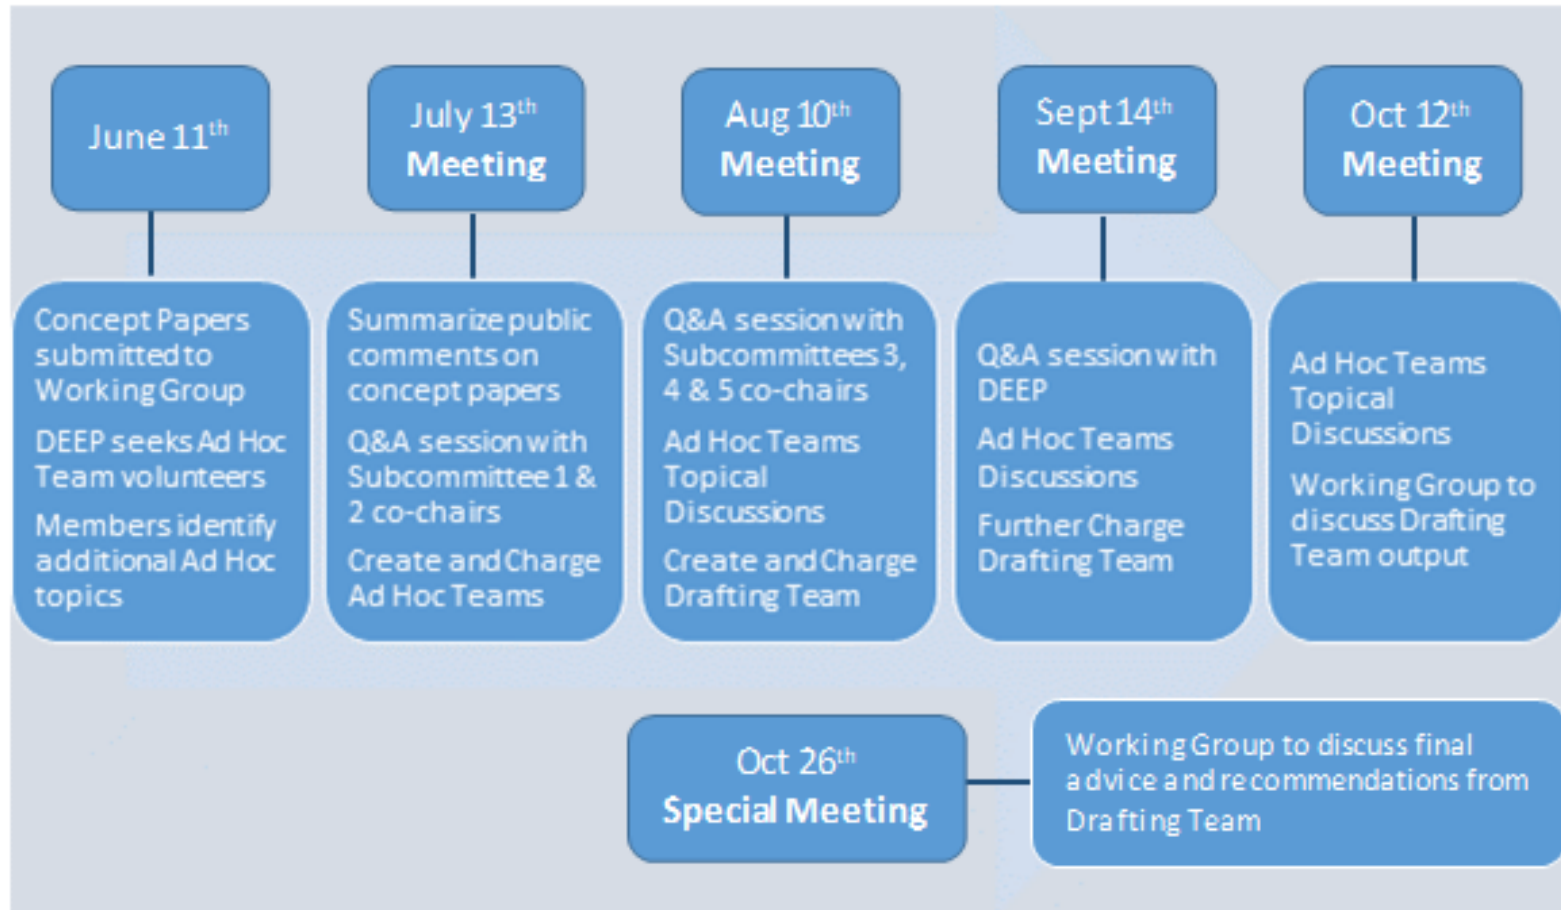 June 11th
Concept Papers
submitted to
Working Group
DEEP seeks Ad Hoc
Team volunteers
Members identify
additional Ad Hoc
topics
July 13th
Meeting
Summarize public
comments on
concept papers
Q&A session with
Subcommittee 1 &
2 co-chairs
Create and Charge
Ad Hoc Teams
Aug 10th
Meeting
Q&A session with
Subcommittees 3,
4 & 5 co-chairs
Ad Hoc Teams
Topical
Discussions
Create and Charge
Drafting Team
Sept 14th
Meeting
Q&A session with
DEEP
Ad Hoc Teams
Discussions
Further Charge
Drafting Team
Oct 12th
Meeting
Ad Hoc Teams
Topical
Discussions
Working Group to
discuss Drafting
Team output
Oct 26th
Special Meeting
Working Group to discuss final
advice and recommendations from
Drafting Team